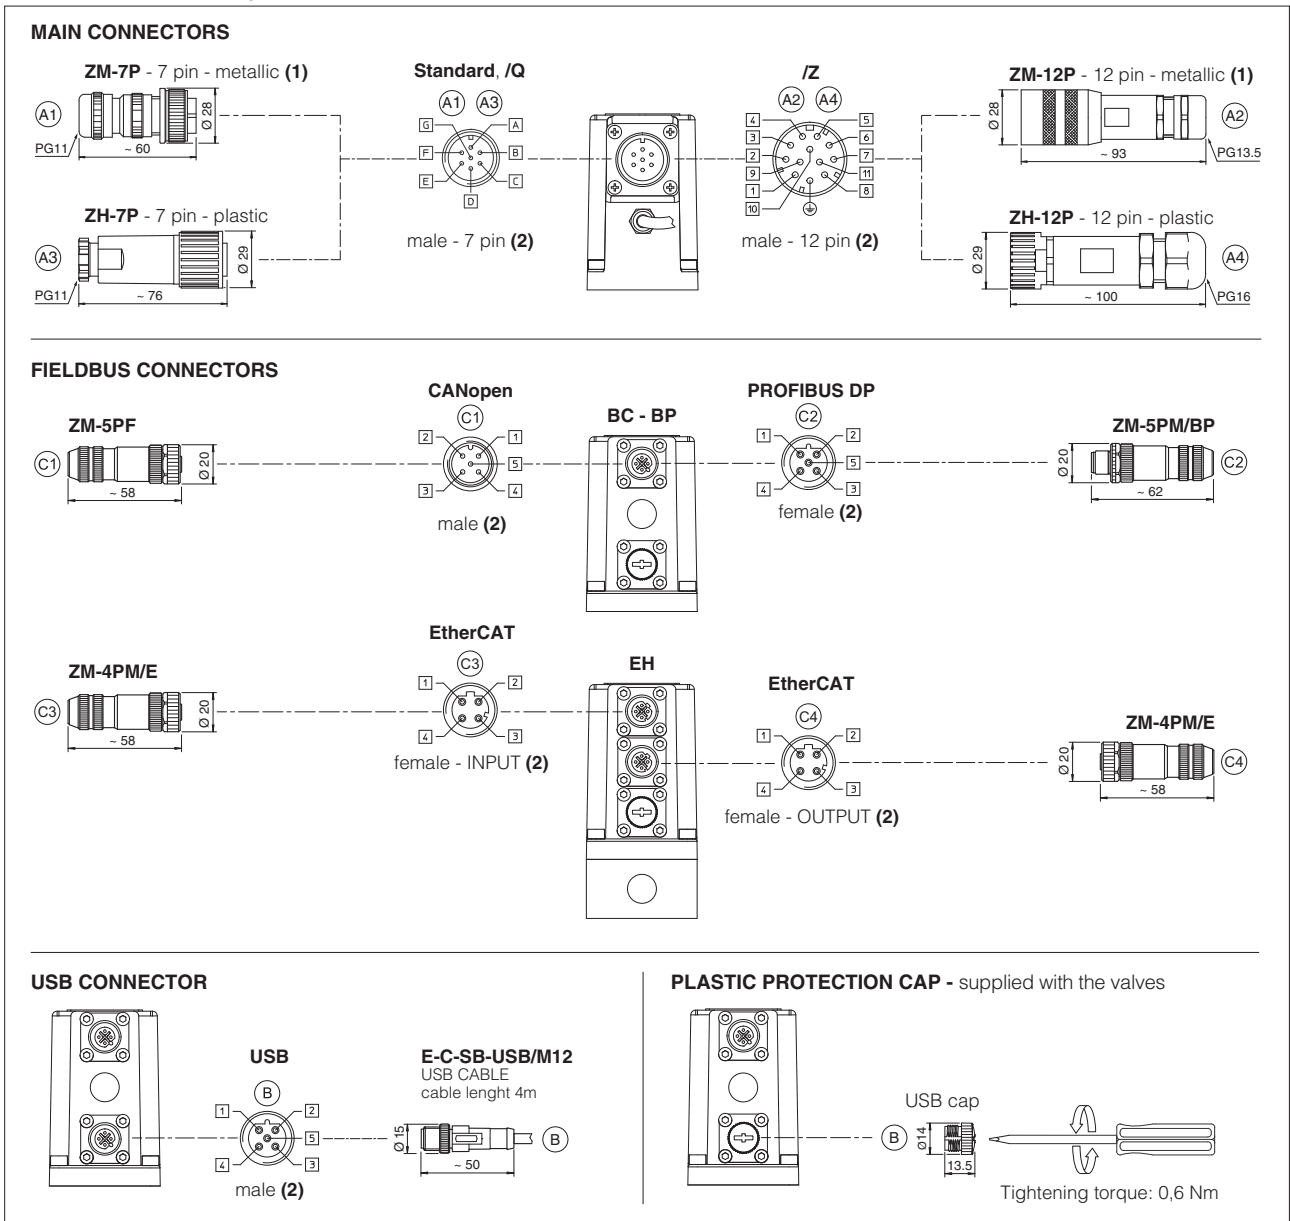 MAIN CONNECTORS
ZM-7P - 7 pin - metallic (1)
A1
PG11
~ 60
Ø 28
ZH-7P - 7 pin - plastic
A3
PG11
~ 76
Ø 29
Standard, /Q
A1 A3
G A
F B
E C
D
male - 7 pin (2)
/Z
A2 A4
4 5
3 6
2 7
9 11
1 8
10
male - 12 pin (2)
ZM-12P - 12 pin - metallic (1)
Ø 28
A2
~ 93
PG13.5
ZH-12P - 12 pin - plastic
Ø 29
A4
~ 100
PG16
FIELDBUS CONNECTORS
ZM-5PF
C1
Ø 20
~ 58
CANopen
C1
2 1
5
3 4
male (2)
BC - BP
PROFIBUS DP
C2
1 2
5
4 3
female (2)
ZM-5PM/BP
Ø 20
C2
~ 62
ZM-4PM/E
C3
Ø 20
~ 58
EtherCAT
C3
1 2
4 3
female - INPUT (2)
EH
EtherCAT
C4
1 2
4 3
female - OUTPUT (2)
ZM-4PM/E
Ø 20
C4
~ 58
USB CONNECTOR
USB
B
1 2
5
4 3
male (2)
E-C-SB-USB/M12
USB CABLE
cable lenght 4m
Ø 15
B
~ 50
PLASTIC PROTECTION CAP - supplied with the valves
USB cap
B
Ø14
13.5
Tightening torque: 0,6 Nm